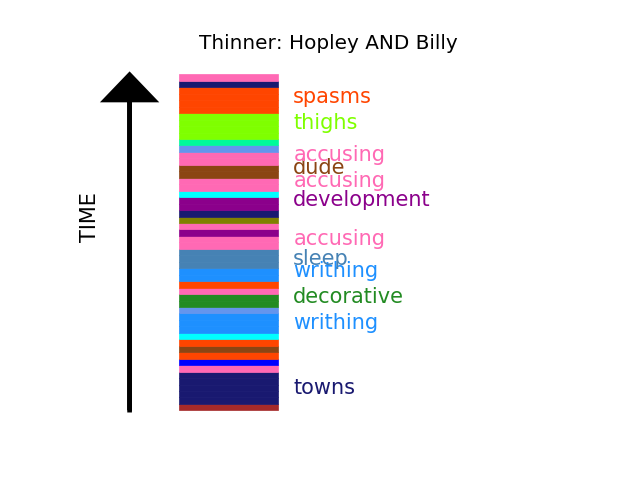 Thinner: Hopley AND Billy
spasms
thighs
accusing
dude
accusing
development
accusing
sleep
writhing
decorative
writhing
towns
TIME